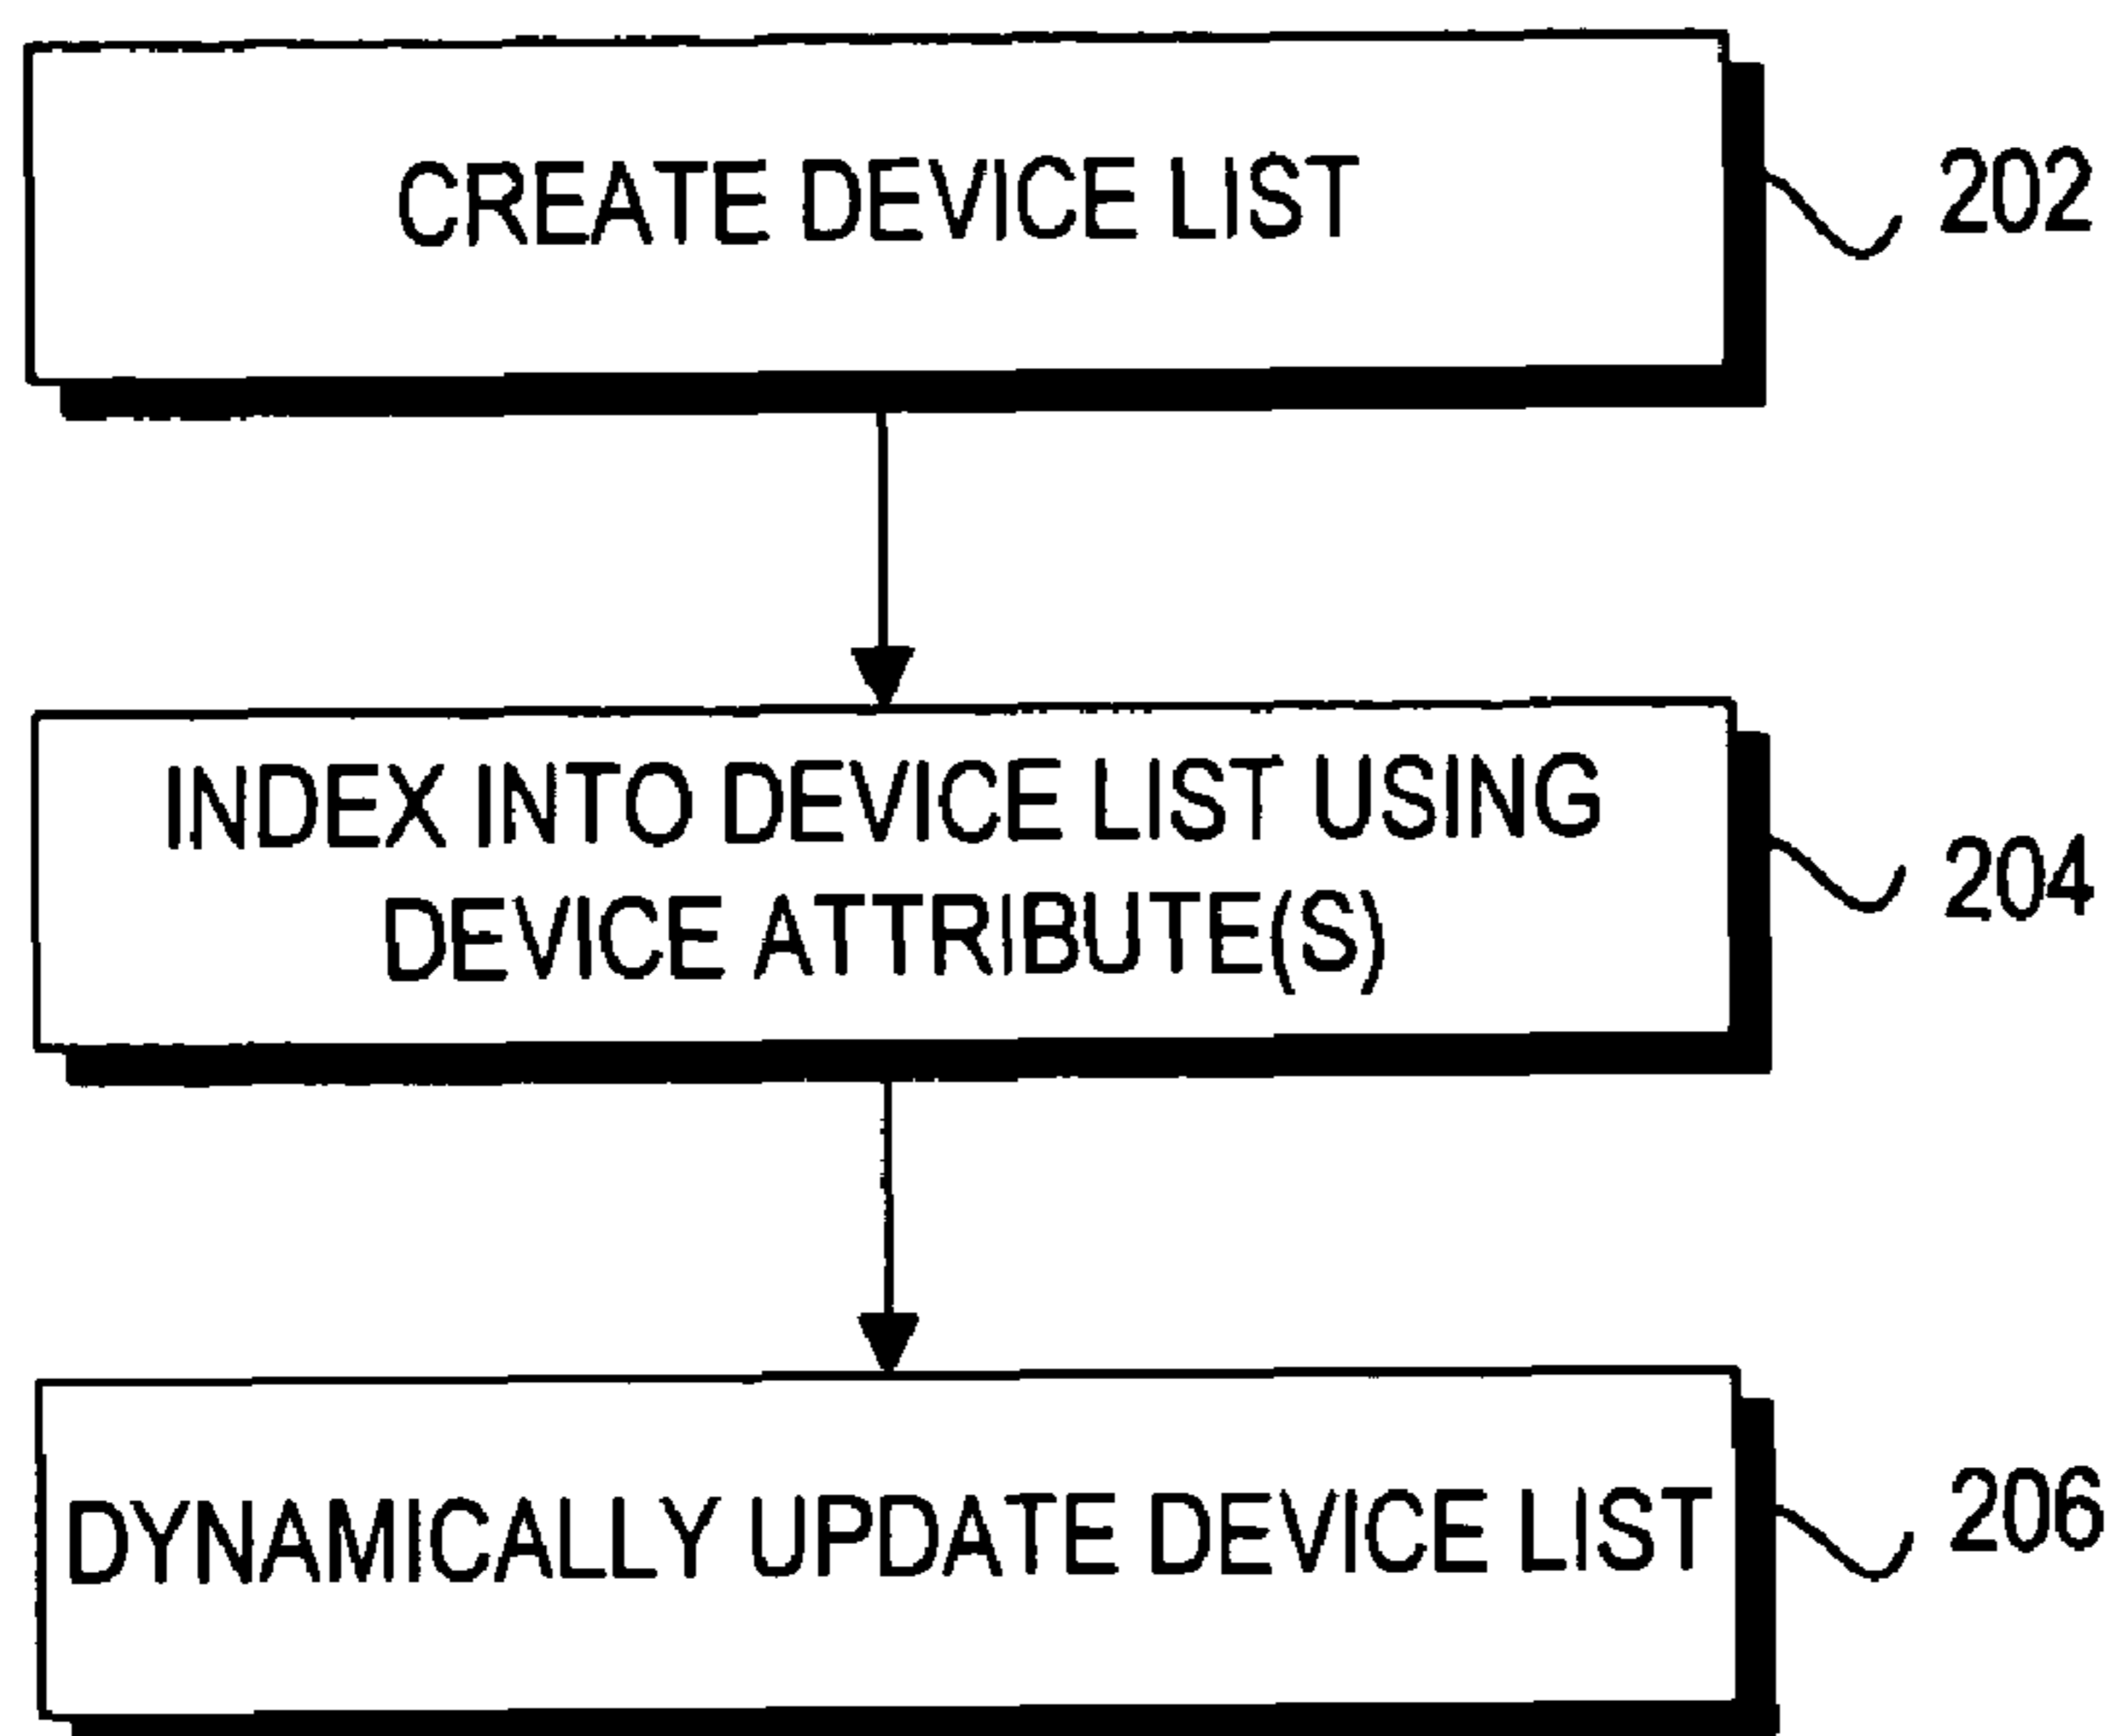 CREATE DEVICE LIST
202
INDEX INTO DEVICE LIST USING
DEVICE ATTRIBUTE(S)
204
DYNAMICALLY UPDATE DEVICE LIST
206